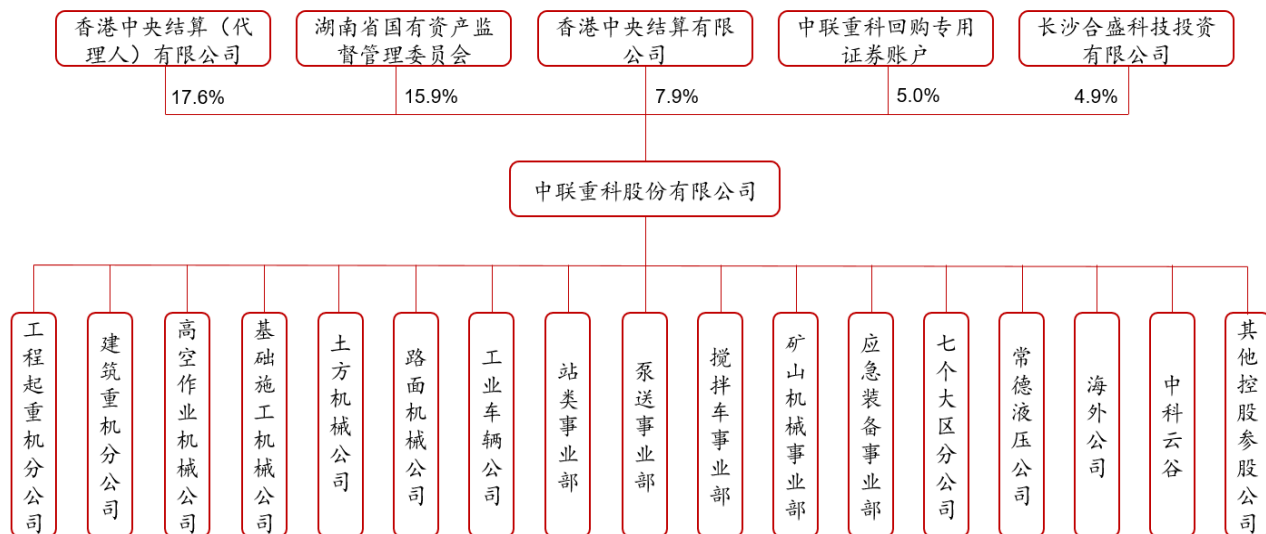 香港中央结算（代
理人）有限公司
湖南省国有资产监
督管理委员会
香港中央结算有限
公司
中联重科回购专用
证券账户
长沙合盛科技投资
有限公司
17.6%
15.9%
7.9%
5.0%
4.9%
中联重科股份有限公司
工程起重机分公司
建筑重机分公司
高空作业机械公司
基础施工机械公司
土方机械公司
路面机械公司
工业车辆公司
站类事业部
泵送事业部
搅拌车事业部
矿山机械事业部
应急装备事业部
七个大区分公司
常德液压公司
海外公司
中科云谷
其他控股参股公司